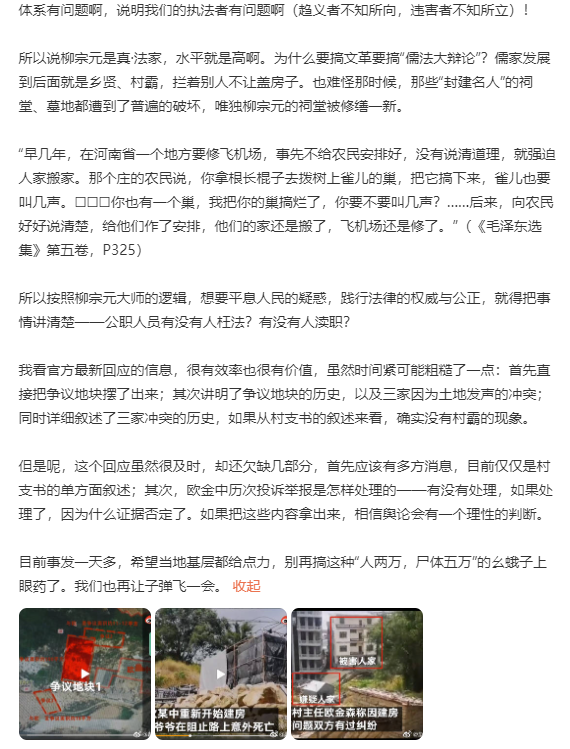 体系有问题啊，说明我们的执法者有问题啊（趋义者不知所向，违害者不知所立）！
所以说柳宗元是真·法家，水平就是高啊。为什么要搞文革要搞“儒法大辩论”？儒家发展
到后面就是乡贤、村霸，拦着别人不让盖房子。也难怪那时候，那些“封建名人”的祠
堂、墓地都遭到了普遍的破坏，唯独柳宗元的祠堂被修缮一新。
“早几年，在河南省一个地方要修飞机场，事先不给农民安排好，没有说清道理，就强迫
人家搬家。那个庄的农民说，你拿根长棍子去拨树上雀儿的巢，把它搞下来，雀儿也要
叫几声。□□□你也有一个巢，我把你的巢搞烂了，你要不要叫几声？……后来，向农民
好好说清楚，给他们作了安排，他们的家还是搬了，飞机场还是修了。”（《毛泽东选
集》第五卷，P325）
所以按照柳宗元大师的逻辑，想要平息人民的疑惑，践行法律的权威与公正，就得把事
情讲清楚——公职人员有没有人枉法？有没有人渎职？
我看官方最新回应的信息，很有效率也很有价值，虽然时间紧可能粗糙了一点：首先直
接把争议地块摆了出来；其次讲明了争议地块的历史，以及三家因为土地发声的冲突；
同时详细叙述了三家冲突的历史，如果从村支书的叙述来看，确实没有村霸的现象。
但是呢，这个回应虽然很及时，却还欠缺几部分，首先应该有多方消息，目前仅仅是村
支书的单方面叙述；其次，欧金中历次投诉举报是怎样处理的——有没有处理，如果处
理了，因为什么证据否定了。如果把这些内容拿出来，相信舆论会有一个理性的判断。
目前事发一天多，希望当地基层都给点力，别再搞这种“人两万，尸体五万”的幺蛾子上
眼药了。我们也再让子弹飞一会。 收起
争议地块1
某中重新开始建房
爷爷在阻止路上意外死亡
被害人家
嫌疑人家
村主任欧金森称因建房
问题双方有过纠纷